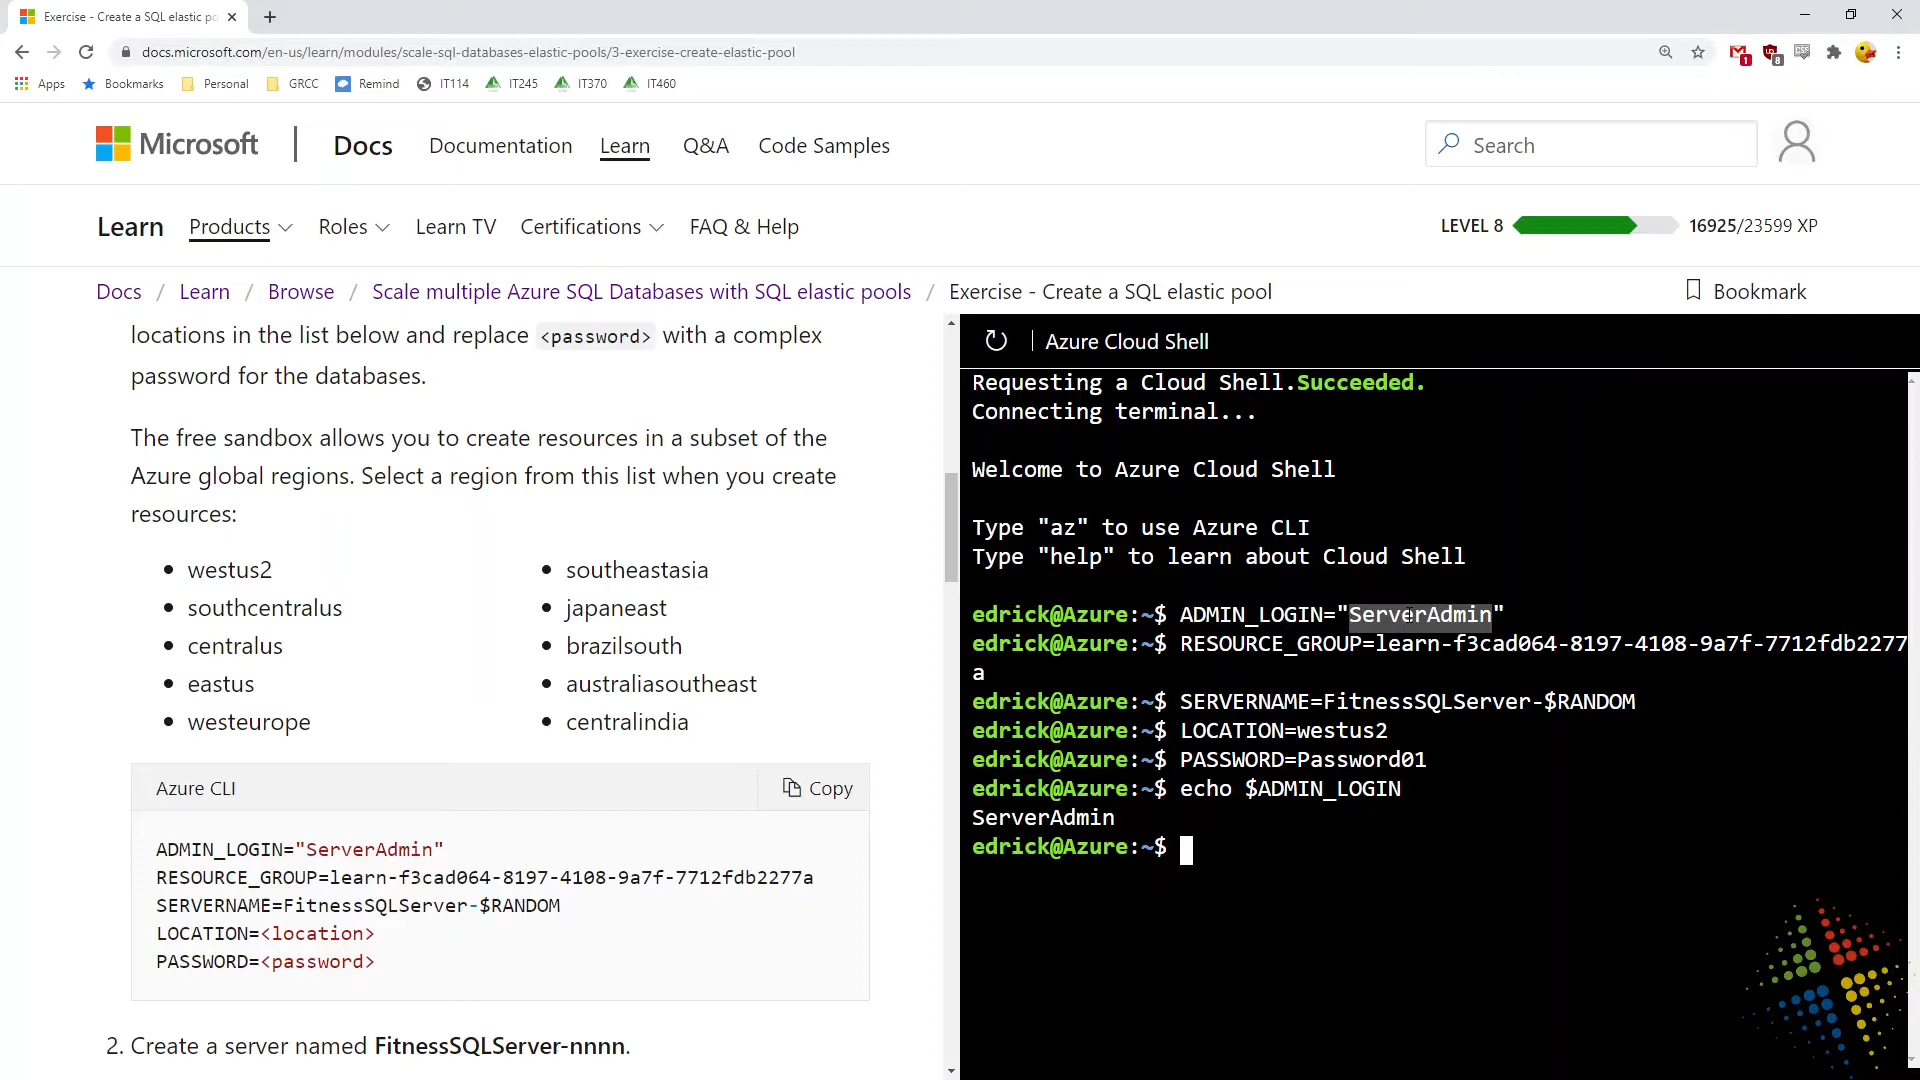 Exercise - Create a SQL elastic po
docs.microsoft.com/en-us/learn/modules/scale-sql-databases-elastic-pools/3-exercise-create-elastic-pool
1
8
Apps
Bookmarks
Personal
GRCC
Remind
IT114
IT245
IT370
IT460
Microsoft
Docs
Documentation
Learn
Q&A
Code Samples
Search
Learn
Products
Roles
Learn TV
Certifications
FAQ & Help
LEVEL 8
16925/23599 XP
Docs / Learn / Browse / Scale multiple Azure SQL Databases with SQL elastic pools / Exercise - Create a SQL elastic pool
Bookmark
locations in the list below and replace <password> with a complex
password for the databases.
The free sandbox allows you to create resources in a subset of the
Azure global regions. Select a region from this list when you create
resources:
westus2
southcentralus
centralus
eastus
westeurope
southeastasia
japaneast
brazilsouth
australiasoutheast
centralindia
Azure CLI
Copy
ADMIN_LOGIN="ServerAdmin"
RESOURCE_GROUP=learn-f3cad064-8197-4108-9a7f-7712fdb2277a
SERVERNAME=FitnessSQLServer-$RANDOM
LOCATION=<location>
PASSWORD=<password>
2. Create a server named FitnessSQLServer-nnnn.
Azure Cloud Shell
Requesting a Cloud Shell.Succeeded.
Connecting terminal...
Welcome to Azure Cloud Shell
Type "az" to use Azure CLI
Type "help" to learn about Cloud Shell
edrick@Azure:~$ ADMIN_LOGIN="ServerAdmin"
edrick@Azure:~$ RESOURCE_GROUP=learn-f3cad064-8197-4108-9a7f-7712fdb2277
a
edrick@Azure:~$ SERVERNAME=FitnessSQLServer-$RANDOM
edrick@Azure:~$ LOCATION=westus2
edrick@Azure:~$ PASSWORD=Password01
edrick@Azure:~$ echo $ADMIN_LOGIN
ServerAdmin
edrick@Azure:~$